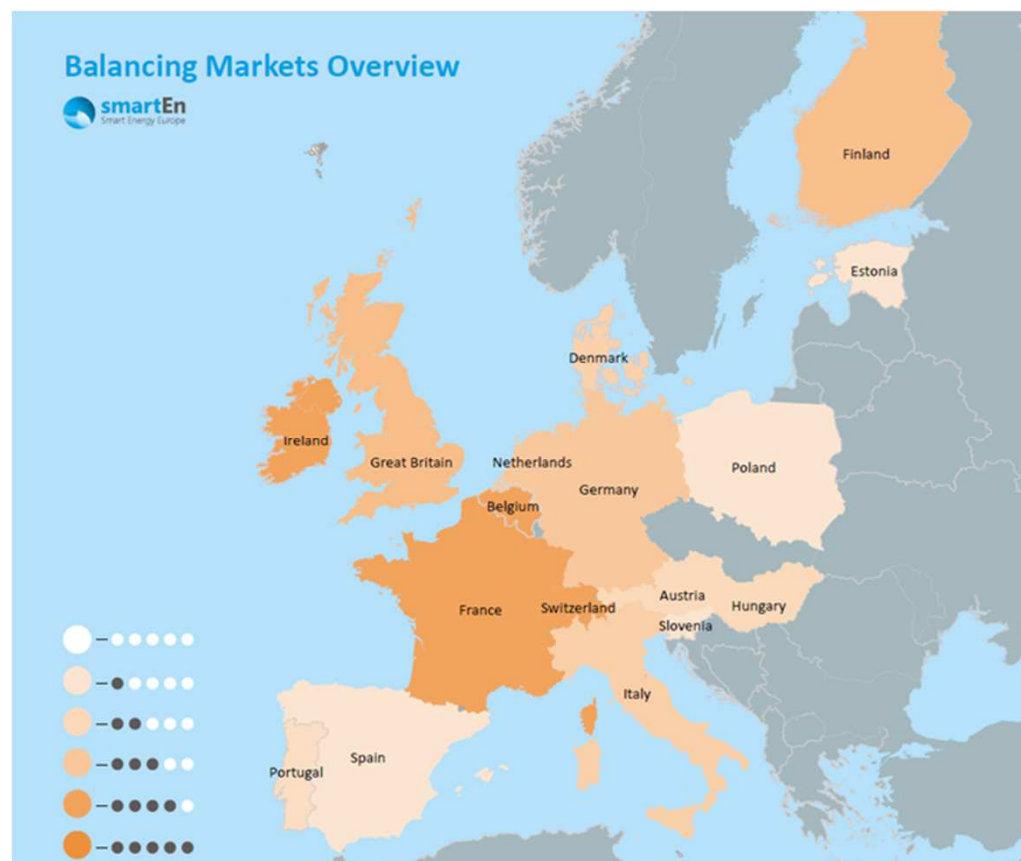 Balancing Markets Overview
smartEn
Smart Energy Europe
Finland
Estonia
Denmark
Ireland
Great Britain
Netherlands
Germany
Poland
Belgium
France
Switzerland
Austria
Hungary
Slovenia
Italy
Spain
Portugal